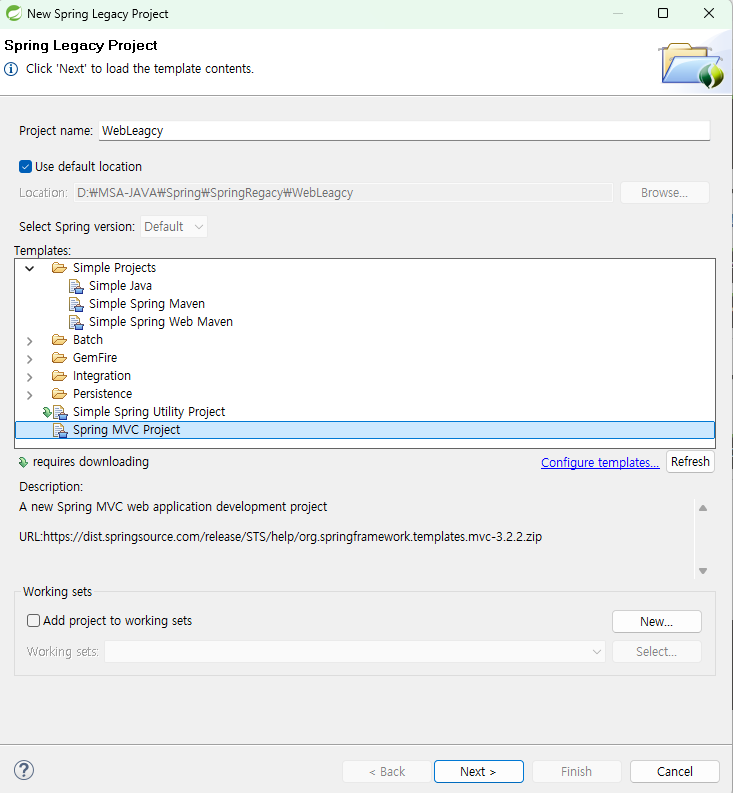 New Spring Legacy Project
Spring Legacy Project
Click 'Next' to load the template contents.
Project name: WebLeagcy
Use default location
Location: D:₩MSA-JAVA₩Spring₩SpringRegacy₩WebLeagcy Browse...
Select Spring version: Default
Templates:
Simple Projects
Simple Java
Simple Spring Maven
Simple Spring Web Maven
Batch
GemFire
Integration
Persistence
Simple Spring Utility Project
Spring MVC Project
requires downloading Configure templates... Refresh
Description:
A new Spring MVC web application development project
URL:https://dist.springsource.com/release/STS/help/org.springframework.templates.mvc-3.2.2.zip
Working sets
Add project to working sets New...
Working sets: Select...
? < Back Next > Finish Cancel